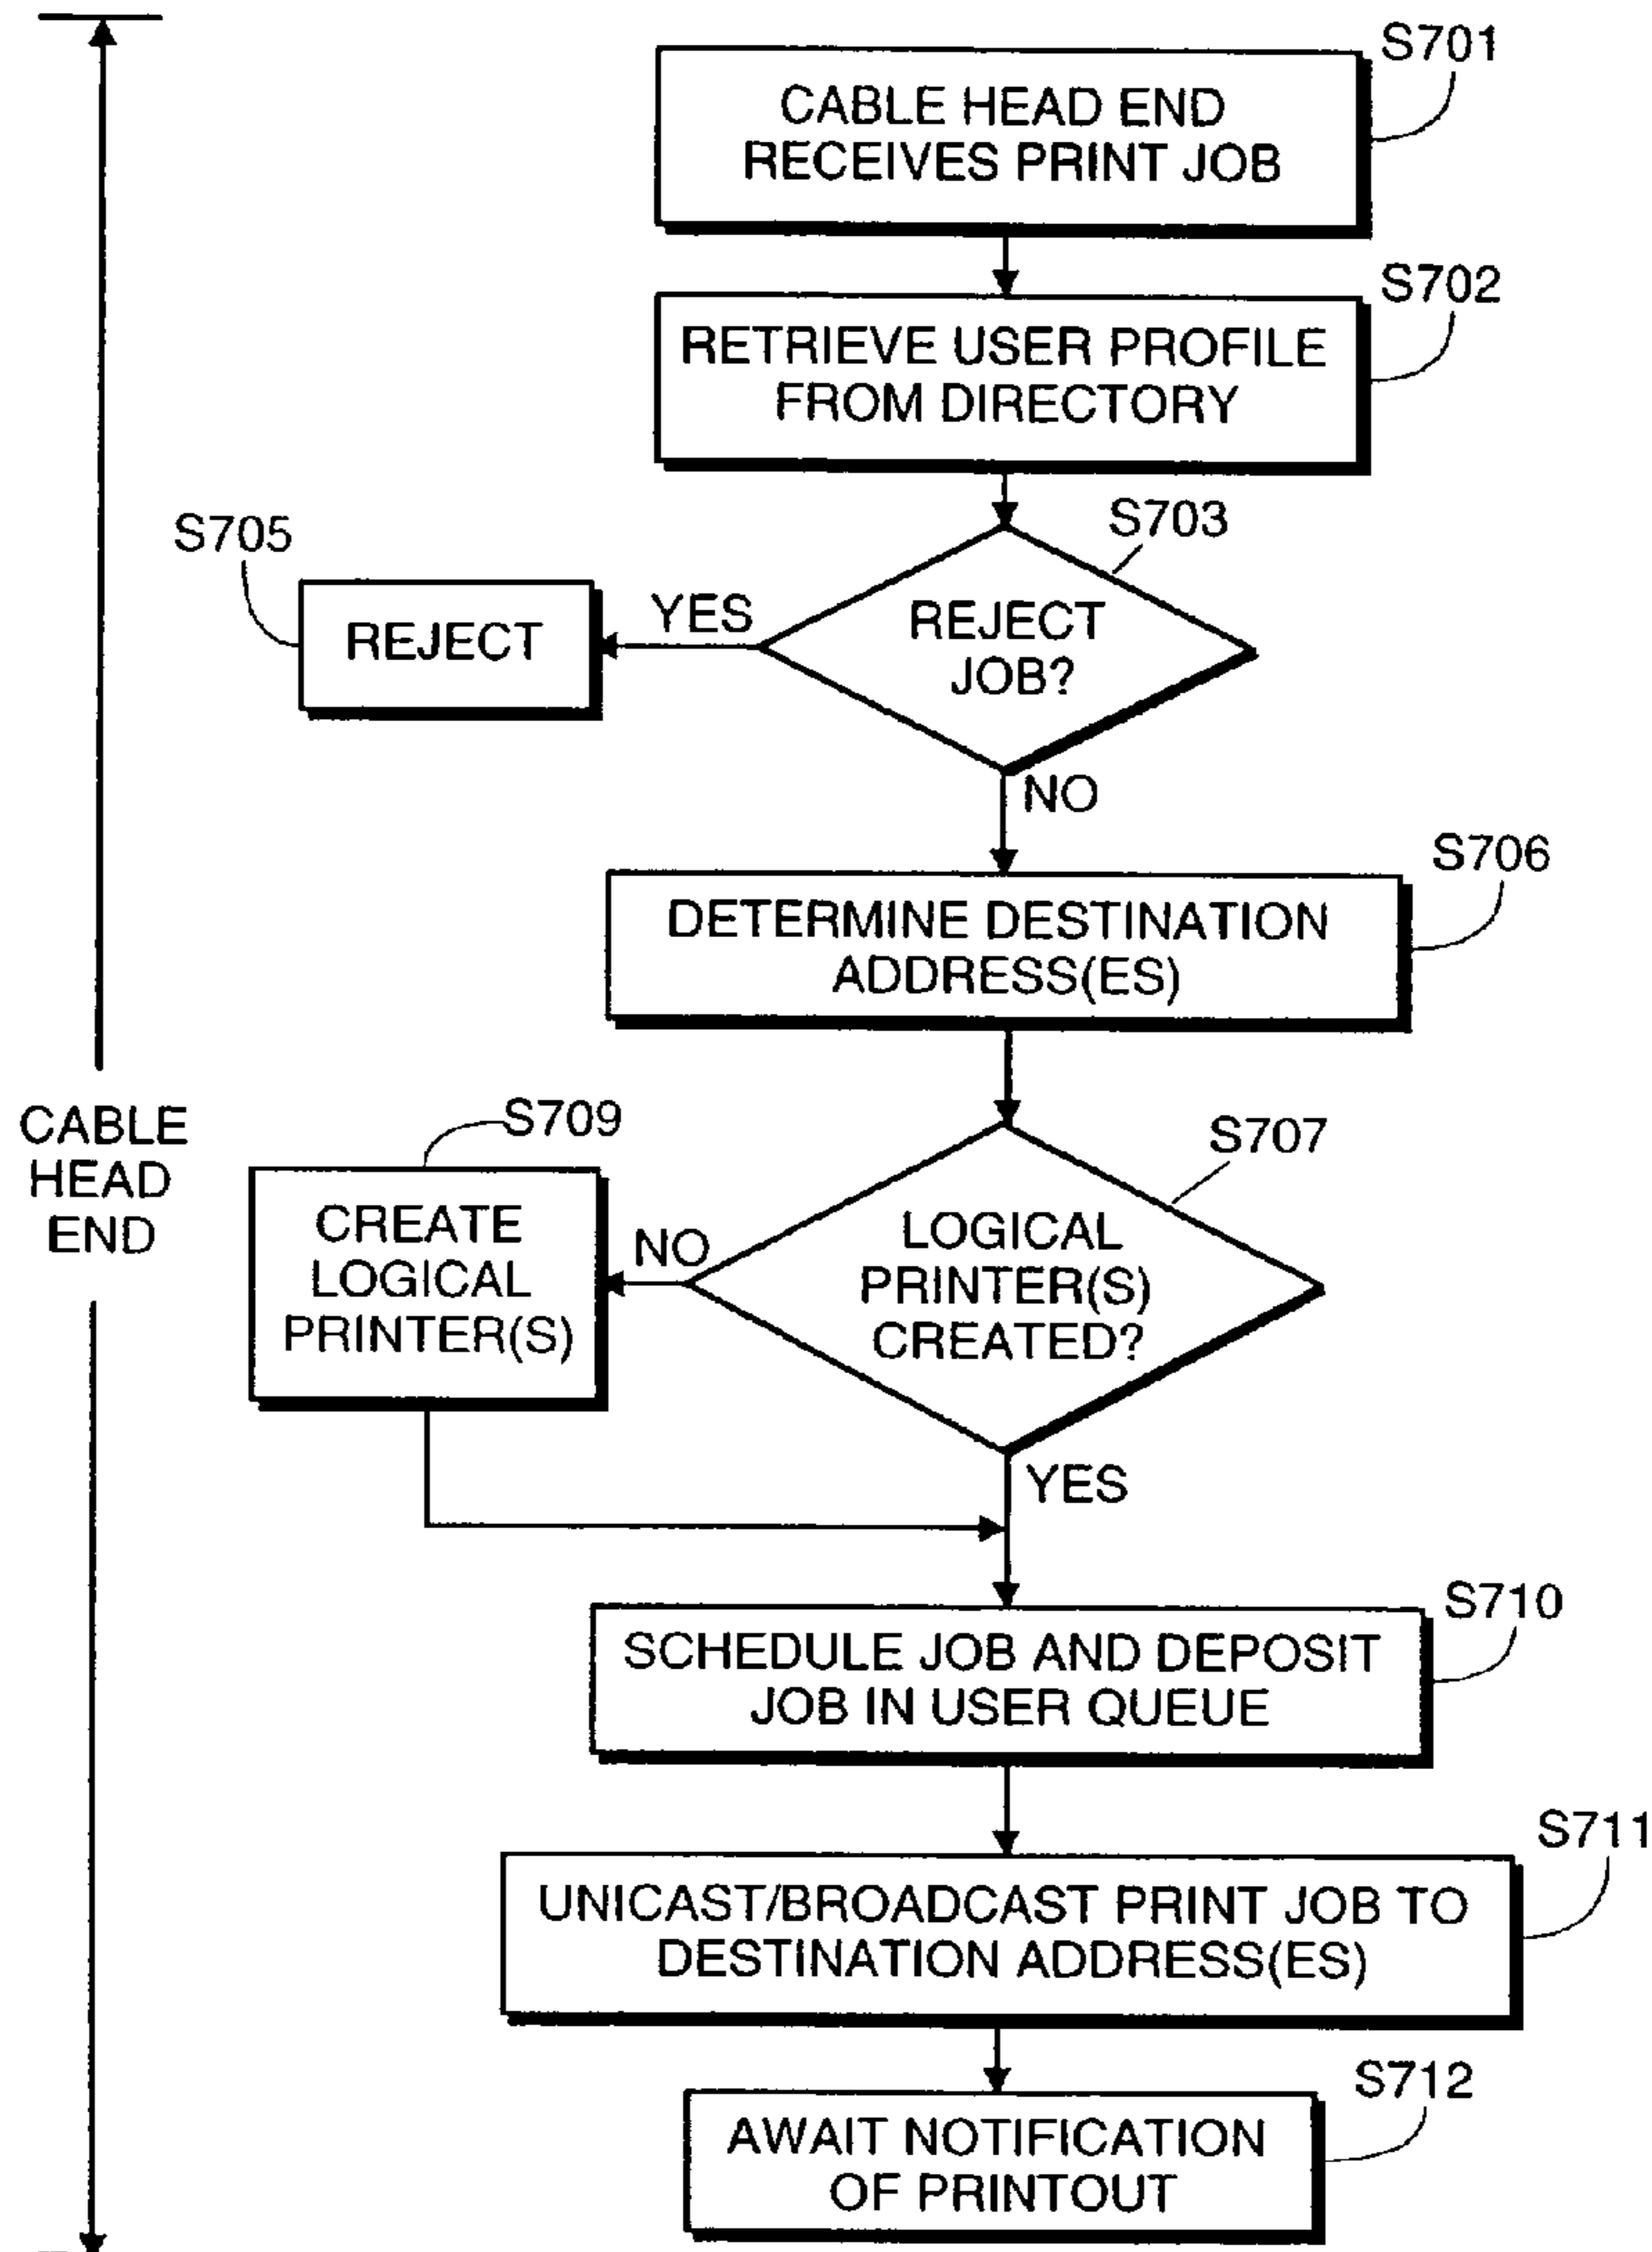 S701
CABLE HEAD END
RECEIVES PRINT JOB
S702
RETRIEVE USER PROFILE
FROM DIRECTORY
S703
REJECT
JOB?
YES
S705
REJECT
NO
S706
DETERMINE DESTINATION
ADDRESS(ES)
CABLE
HEAD
END
S709
CREATE
LOGICAL
PRINTER(S)
NO
S707
LOGICAL
PRINTER(S)
CREATED?
YES
S710
SCHEDULE JOB AND DEPOSIT
JOB IN USER QUEUE
S711
UNICAST/BROADCAST PRINT JOB TO
DESTINATION ADDRESS(ES)
S712
AWAIT NOTIFICATION
OF PRINTOUT